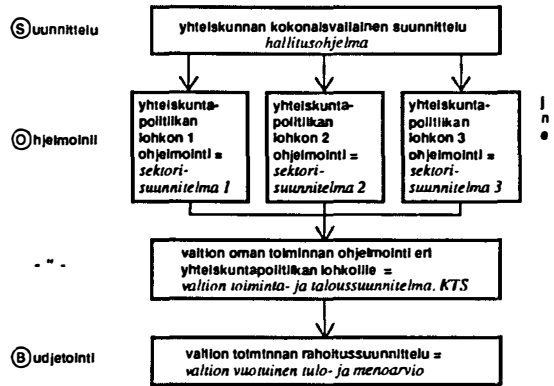 Ⓢuunnittelu
yhteiskunnan kokonaisvaltainen suunnittelu
hallitusohjelma
Ⓞhjelmointi
yhteiskunta-
politiikan
lohkon 1
ohjelmointi =
sektori-
suunnitelma 1
yhteiskunta-
politiikan
lohkon 2
ohjelmointi =
sektori-
suunnitelma 2
yhteiskunta-
politiikan
lohkon 3
ohjelmointi =
sektori-
suunnitelma 3
j
n
e
- " -
valtion oman toiminnan ohjelmointi eri
yhteiskuntapolitiikan lohkoille =
valtion toiminta- ja taloussuunnitelma, KTS
Ⓑudjetointi
valtion toiminnan rahoitussuunnittelu =
valtion vuotuinen tulo- ja menoarvio